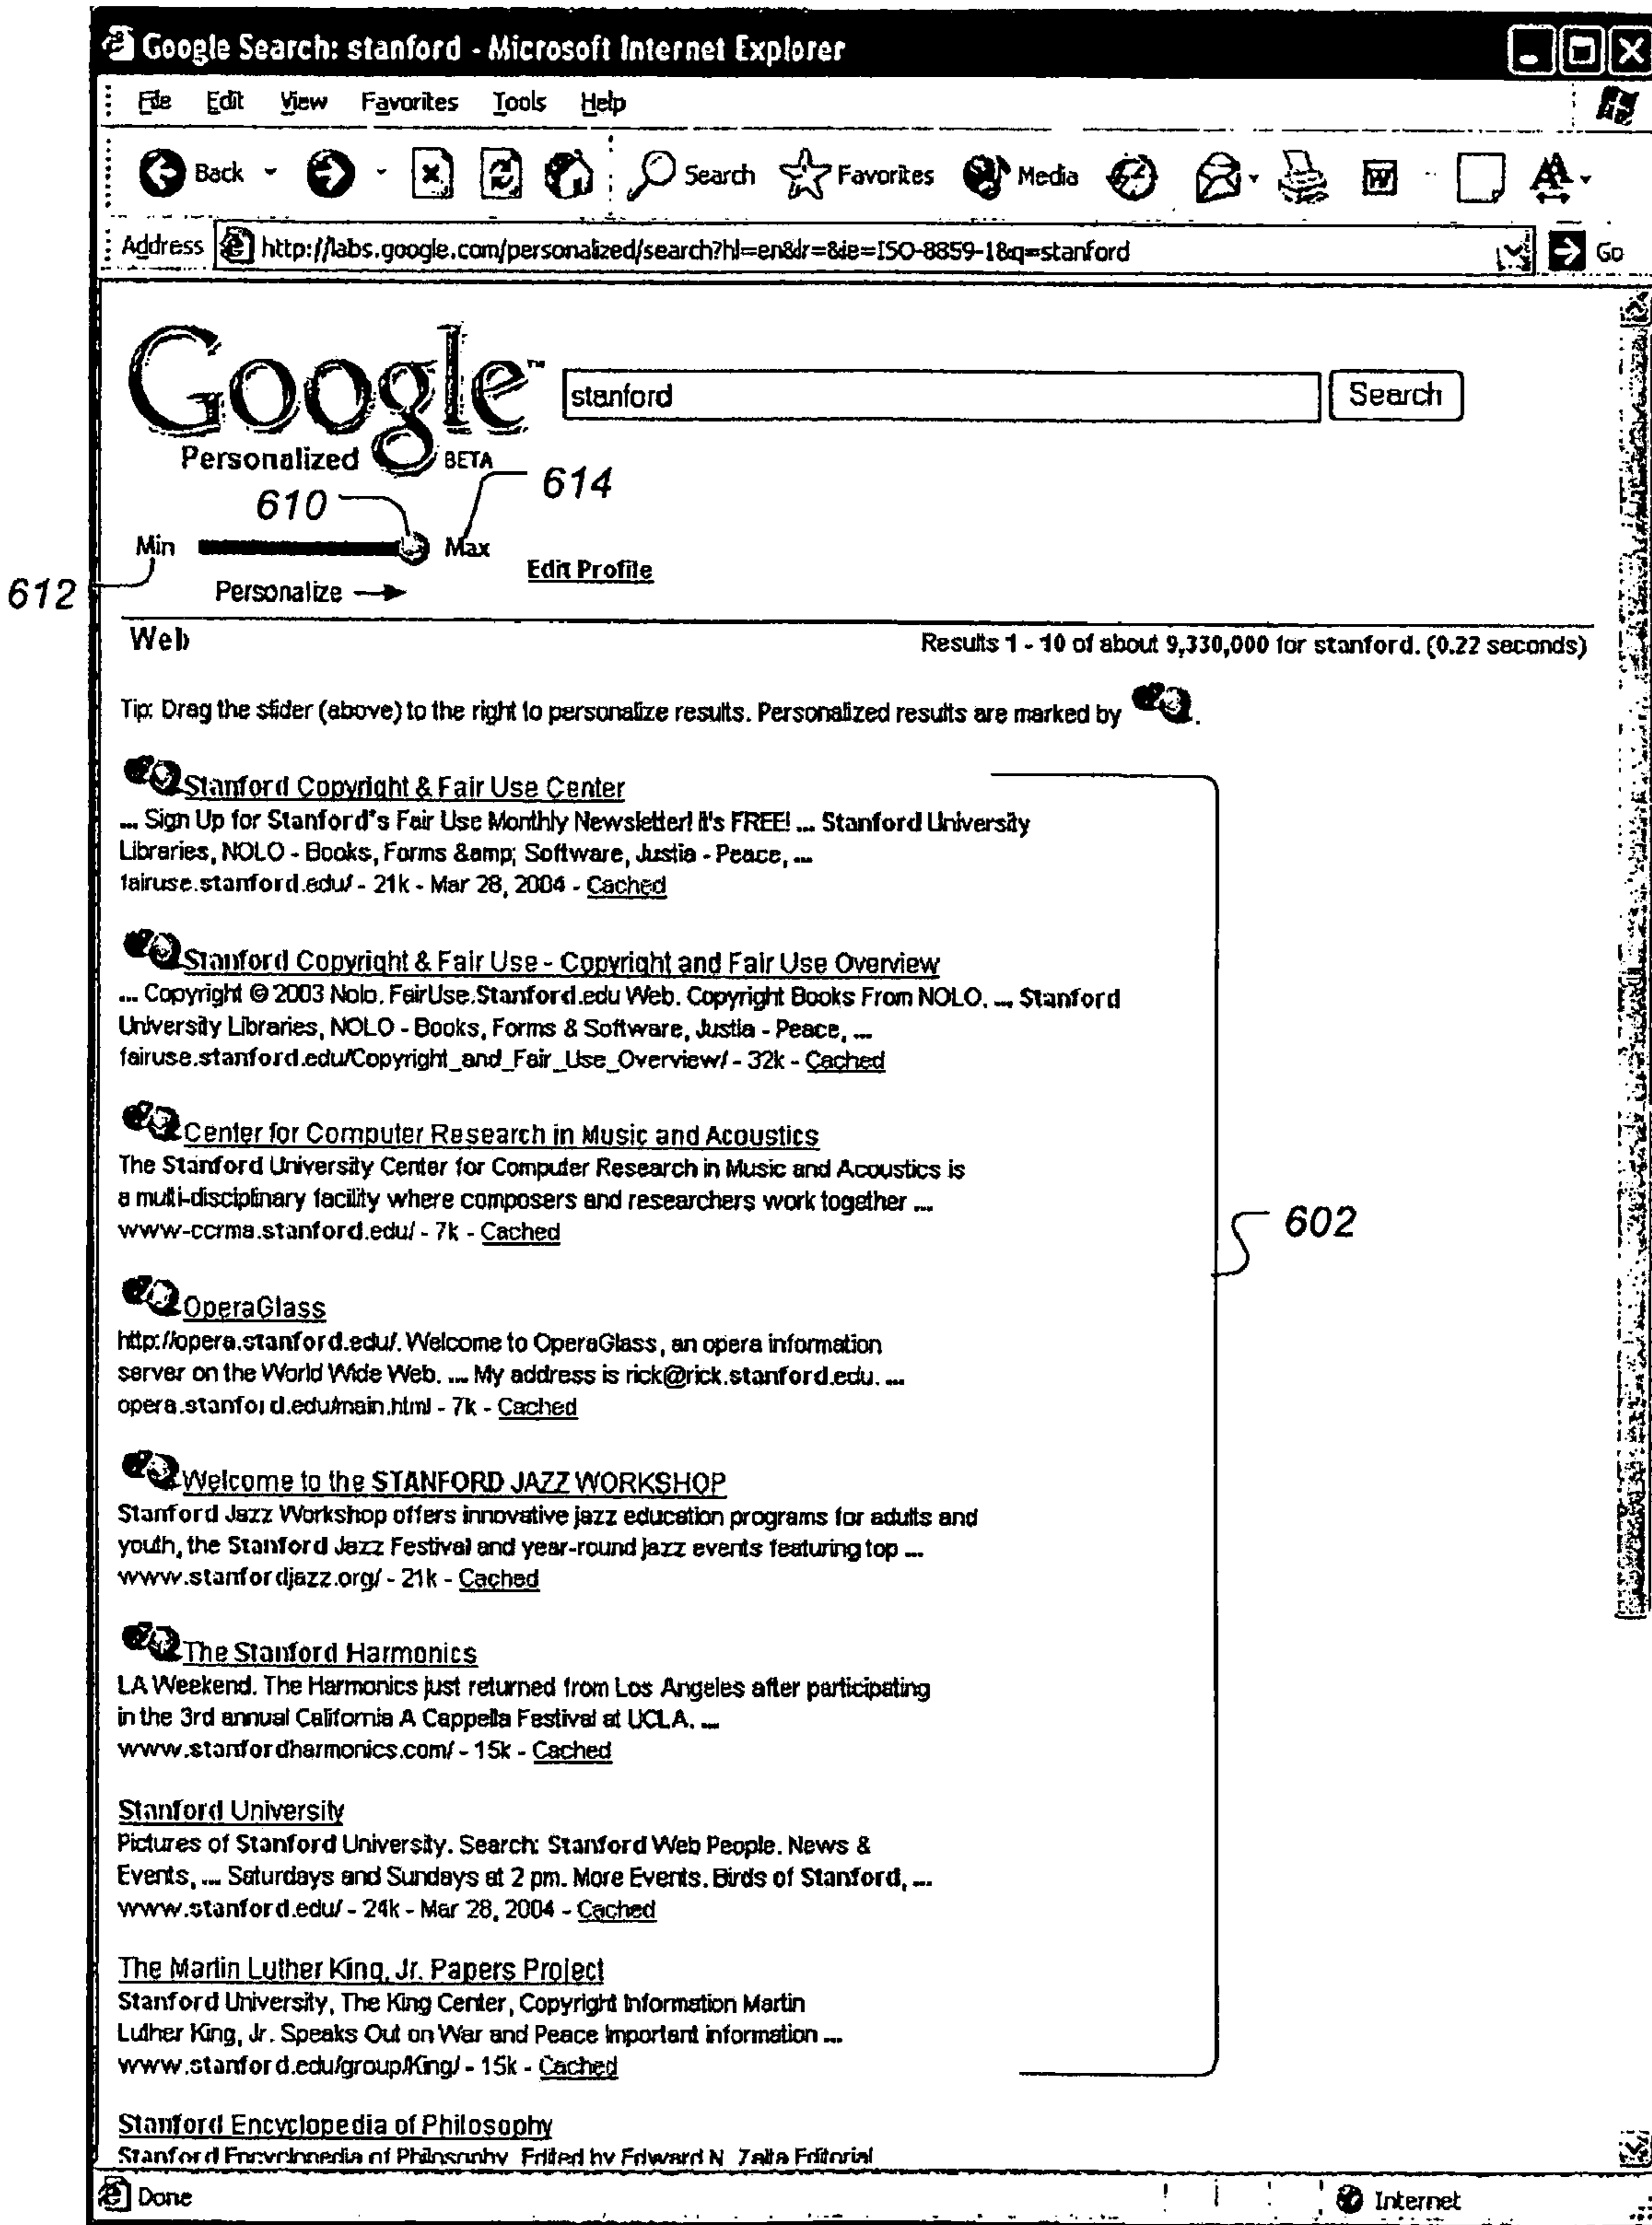 Google Search: stanford - Microsoft Internet Explorer
File Edit View Favorites Tools Help
Back Search Favorites Media
Address http://labs.google.com/personalized/search?hl=en&lr=&ie=ISO-8859-1&q=stanford Go
Google™ stanford Search
Personalized BETA
610 614
Min Max
Edit Profile
612 Personalize
Web Results 1 - 10 of about 9,330,000 for stanford. (0.22 seconds)
Tip: Drag the slider (above) to the right to personalize results. Personalized results are marked by .
Stanford Copyright & Fair Use Center
... Sign Up for Stanford's Fair Use Monthly Newsletter! It's FREE! ... Stanford University
Libraries, NOLO - Books, Forms &amp; Software, Justia - Peace, ...
fairuse.stanford.edu/ - 21k - Mar 28, 2004 - Cached
Stanford Copyright & Fair Use - Copyright and Fair Use Overview
... Copyright © 2003 Nolo. FairUse.Stanford.edu Web. Copyright Books From NOLO. ... Stanford
University Libraries, NOLO - Books, Forms & Software, Justia - Peace, ...
fairuse.stanford.edu/Copyright_and_Fair_Use_Overview/ - 32k - Cached
Center for Computer Research in Music and Acoustics
The Stanford University Center for Computer Research in Music and Acoustics is
a multi-disciplinary facility where composers and researchers work together ...
www-ccrma.stanford.edu/ - 7k - Cached
602
OperaGlass
http://opera.stanford.edu/. Welcome to OperaGlass, an opera information
server on the World Wide Web. ... My address is rick@rick.stanford.edu. ...
opera.stanford.edu/main.html - 7k - Cached
Welcome to the STANFORD JAZZ WORKSHOP
Stanford Jazz Workshop offers innovative jazz education programs for adults and
youth, the Stanford Jazz Festival and year-round jazz events featuring top ...
www.stanfordjazz.org/ - 21k - Cached
The Stanford Harmonics
LA Weekend. The Harmonics just returned from Los Angeles after participating
in the 3rd annual California A Cappella Festival at UCLA. ...
www.stanfordharmonics.com/ - 15k - Cached
Stanford University
Pictures of Stanford University. Search: Stanford Web People. News &
Events, ... Saturdays and Sundays at 2 pm. More Events. Birds of Stanford, ...
www.stanford.edu/ - 24k - Mar 28, 2004 - Cached
The Martin Luther King, Jr. Papers Project
Stanford University, The King Center, Copyright Information Martin
Luther King, Jr. Speaks Out on War and Peace Important information ...
www.stanford.edu/group/King/ - 15k - Cached
Stanford Encyclopedia of Philosophy
Stanford Encyclopedia of Philosophy Edited by Edward N. Zalta Editorial
Done Internet